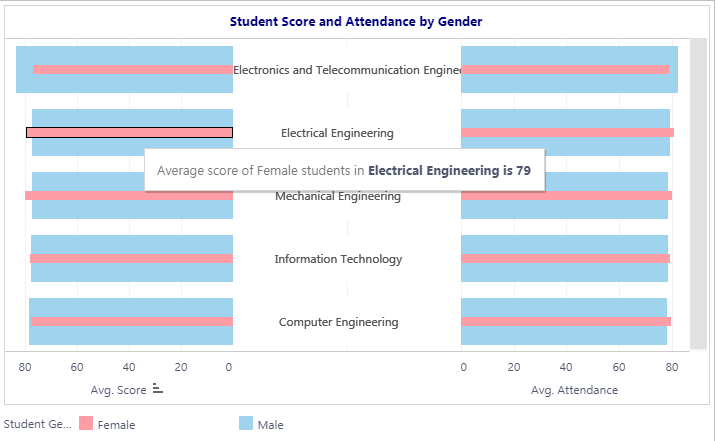 Student Score and Attendance by Gender
Electronics and Telecommunication Enginee
Electrical Engineering
Average score of Female students in Electrical Engineering is 79
Mechanical Engineering
Information Technology
Computer Engineering
80 60 40 20 0 0 20 40 60 80
Avg. Score Avg. Attendance
Student Ge... Female Male